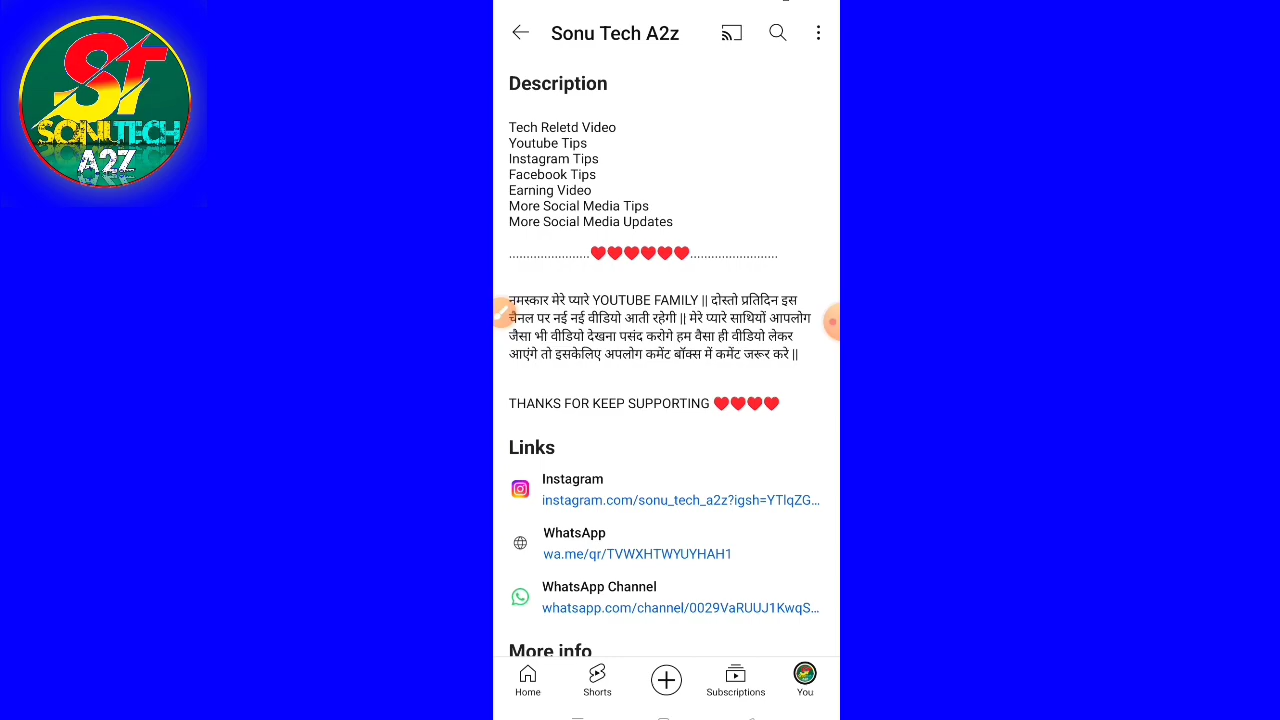 ST
SONUTECH
A2Z
Sonu Tech A2z
Description
Tech Reletd Video
Youtube Tips
Instagram Tips
Facebook Tips
Earning Video
More Social Media Tips
More Social Media Updates
.......................❤️❤️❤️❤️❤️❤️.........................
नमस्कार मेरे प्यारे YOUTUBE FAMILY || दोस्तो प्रतिदिन इस
चैनल पर नई नई वीडियो आती रहेगी || मेरे प्यारे साथियों आपलोग
जैसा भी वीडियो देखना पसंद करोगे हम वैसा ही वीडियो लेकर
आएंगे तो इसकेलिए अपलोग कमेंट बॉक्स में कमेंट जरूर करे ||
THANKS FOR KEEP SUPPORTING ❤️❤️❤️❤️
Links
Instagram
instagram.com/sonu_tech_a2z?igsh=YTlqZG...
WhatsApp
wa.me/qr/TVWXHTWYUYHAH1
WhatsApp Channel
whatsapp.com/channel/0029VaRUUJ1KwqS...
More info
Home
Shorts
Subscriptions
You